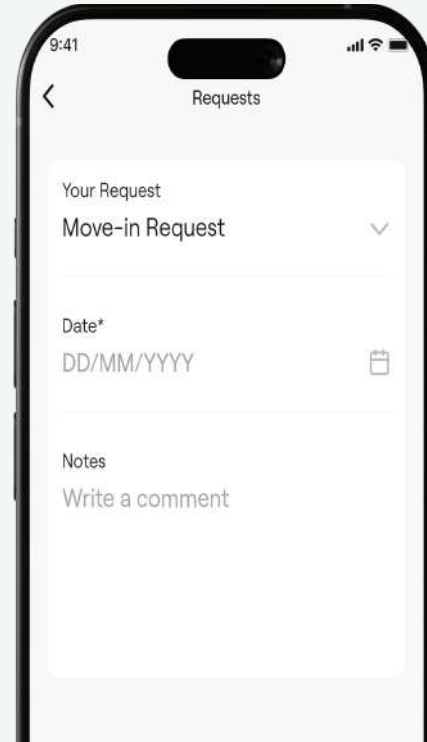 9:41
Requests
Your Request
Move-in Request
Date*
DD/MM/YYYY
Notes
Write a comment